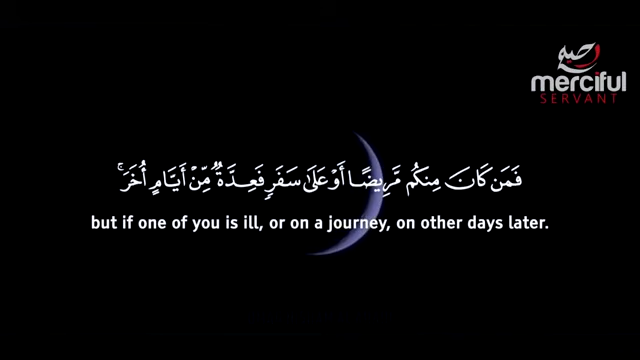 merciful
SERVANT
فَمَن كَانَ مِنكُم مَّرِيضًا أَوْ عَلَىٰ سَفَرٍ فَعِدَّةٌ مِّنْ أَيَّامٍ أُخَرَ ۚ
but if one of you is ill, or on a journey, on other days later.